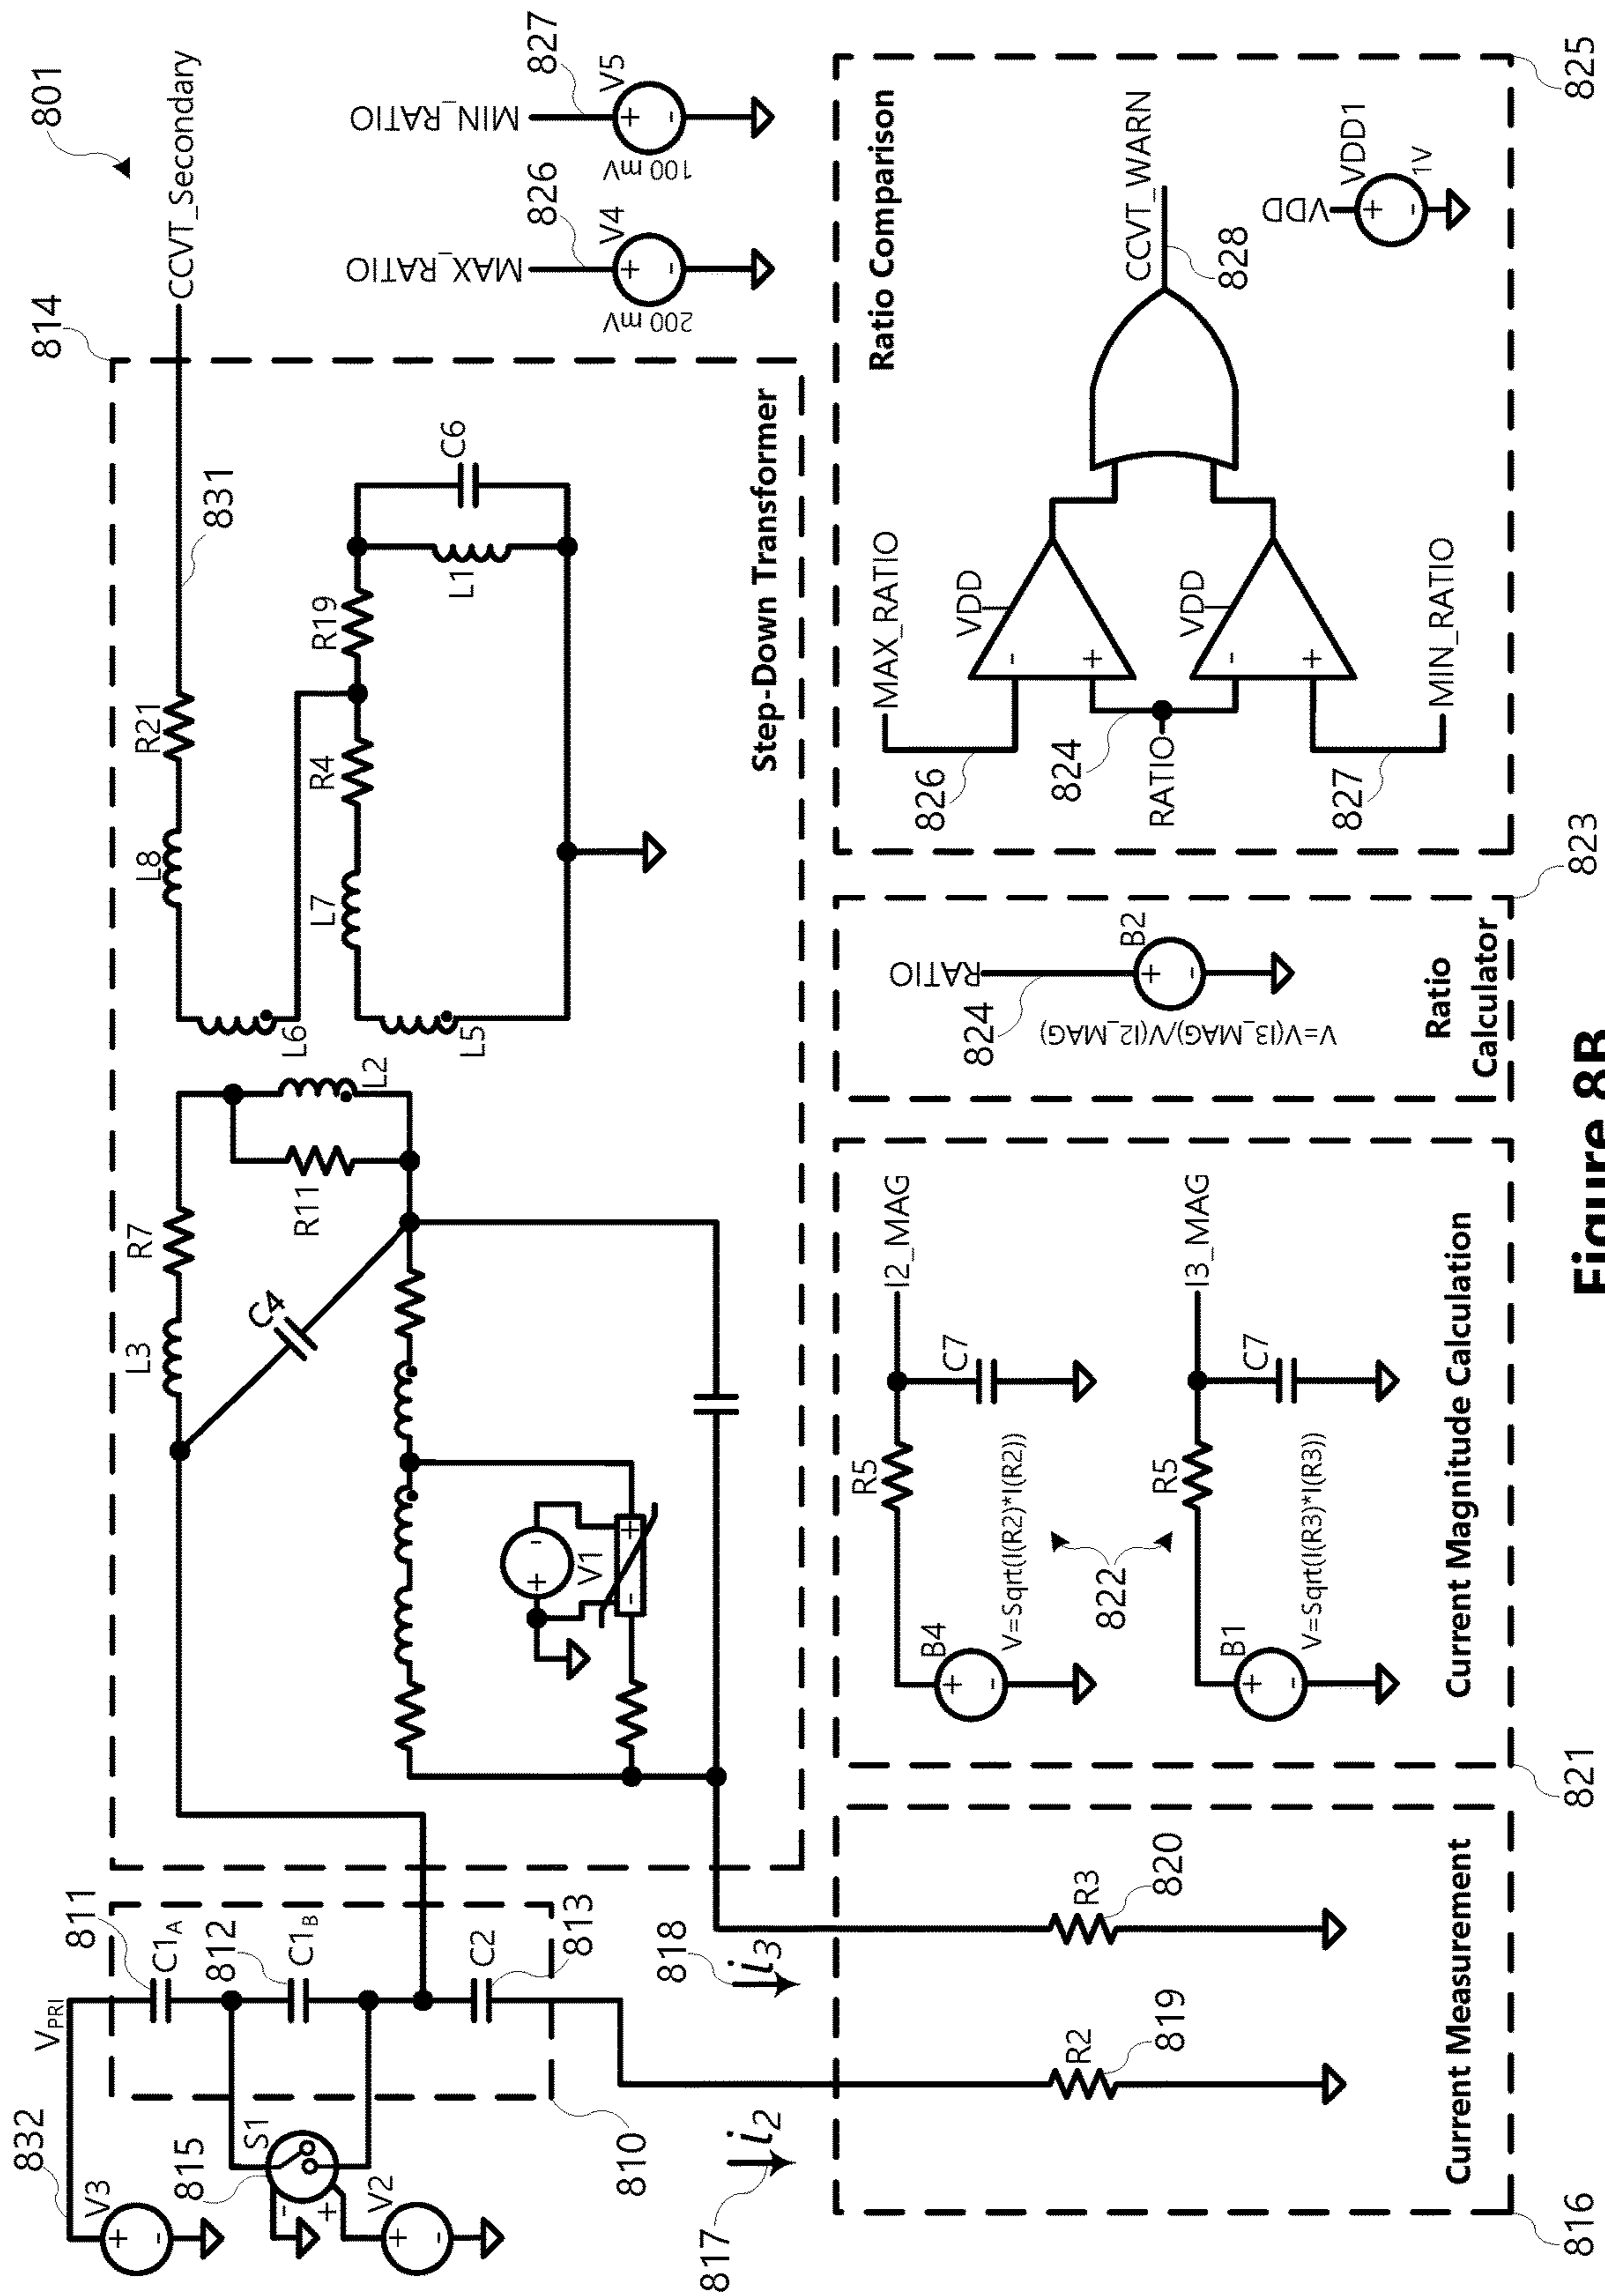 801
832
V3
+
-
VPRI
811
C1A
812
C1B
C2
813
815
S1
-
+
V2
+
-
810
817
i2
818
i3
814
L3
R7
C4
R11
L2
L6
L8
R21
831
CCVT_Secondary
L5
L7
R4
R19
L1
C6
V1
+
-
-
+
Step-Down Transformer
MAX_RATIO
826
V4
+
-
200 mV
MIN_RATIO
827
V5
+
-
100 mV
R2
819
R3
820
Current Measurement
816
B4
+
-
R5
C7
I2_MAG
V=Sqrt(I(R2)*I(R2))
822
B1
+
-
R5
C7
I3_MAG
V=Sqrt(I(R3)*I(R3))
Current Magnitude Calculation
821
RATIO
824
B2
+
-
V=V(I3_MAG)/V(I2_MAG)
Ratio
Calculator
823
Ratio Comparison
MAX_RATIO
826
VDD
-
+
824
RATIO
VDD
-
+
827
MIN_RATIO
CCVT_WARN
828
VDD
VDD1
+
-
1V
825
Figure 8B